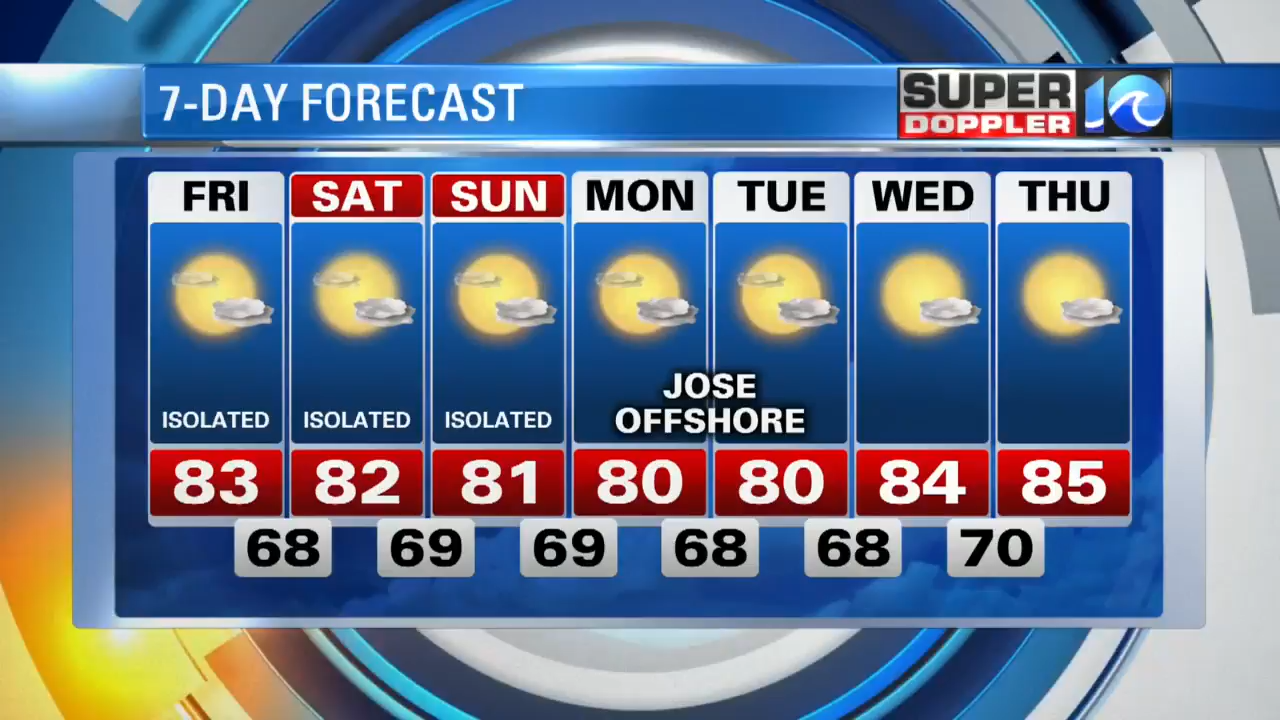 7-DAY FORECAST
SUPER
DOPPLER 10
FRI SAT SUN MON TUE WED THU
JOSE
OFFSHORE
ISOLATED ISOLATED ISOLATED
83 82 81 80 80 84 85
68 69 69 68 68 70